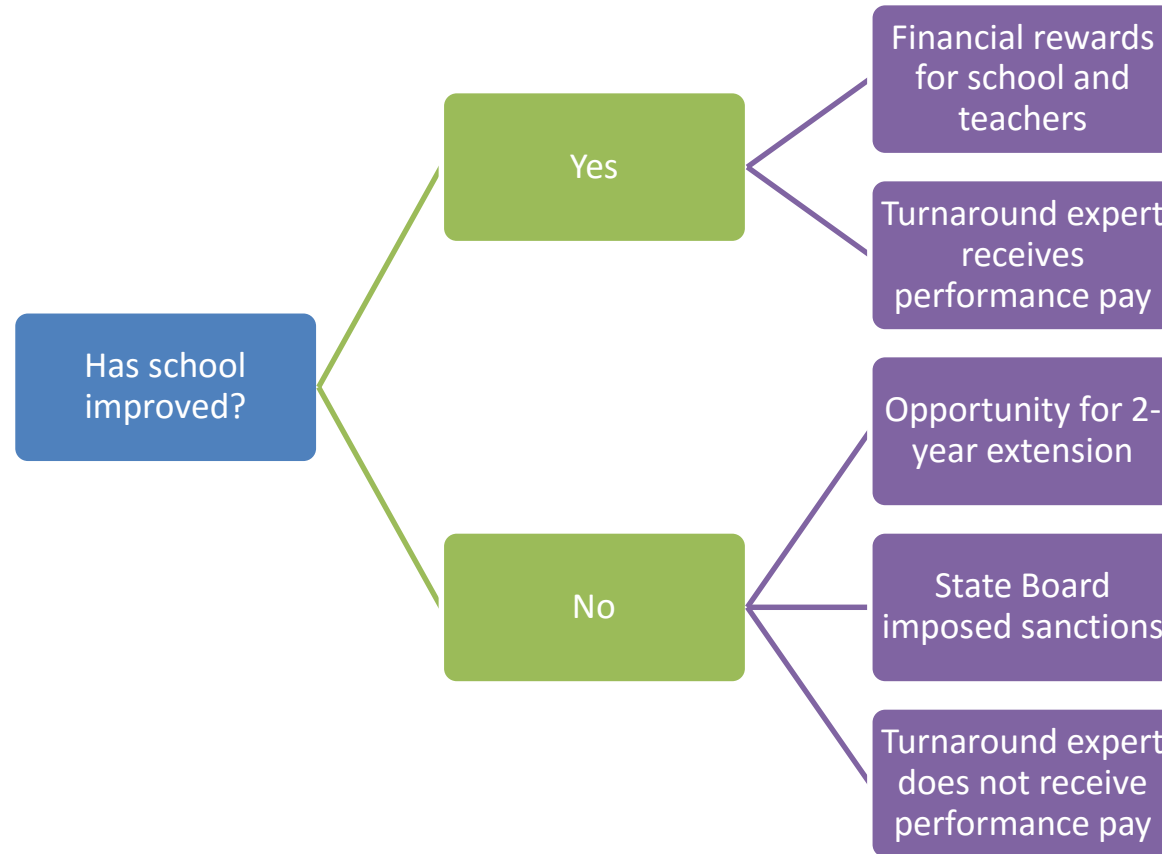 Has school
improved?
Yes
Financial rewards
for school and
teachers
Turnaround expert
receives
performance pay
No
Opportunity for 2-
year extension
State Board
imposed sanctions
Turnaround expert
does not receive
performance pay